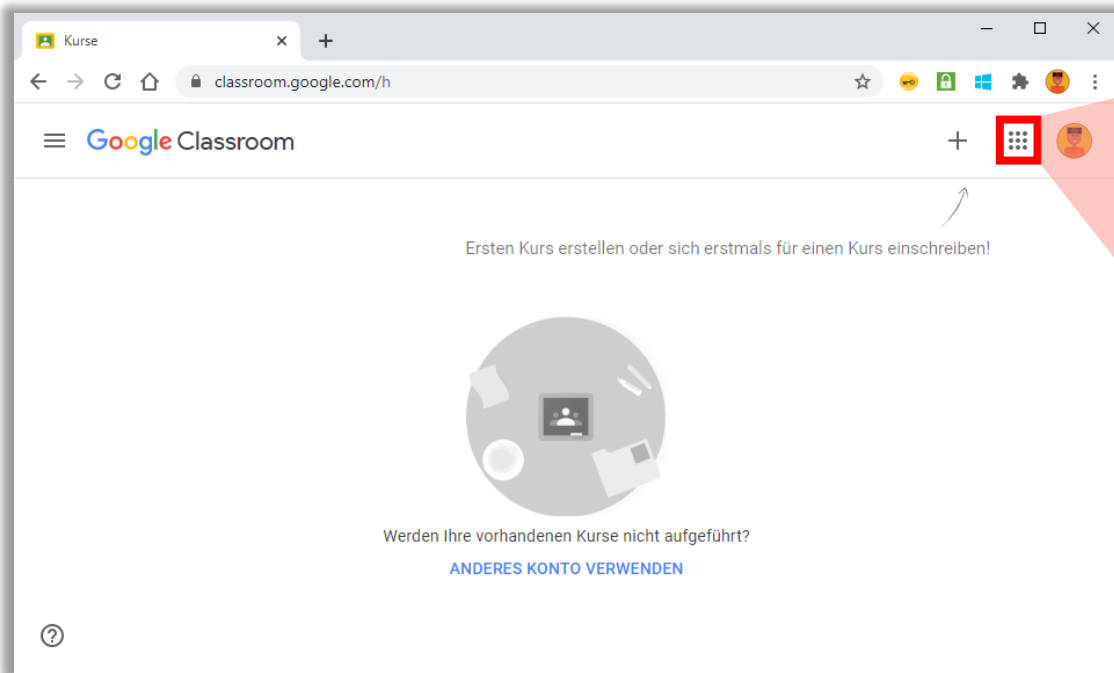 Kurse
classroom.google.com/h
Google Classroom
Ersten Kurs erstellen oder sich erstmals für einen Kurs einschreiben!
Werden Ihre vorhandenen Kurse nicht aufgeführt?
ANDERES KONTO VERWENDEN